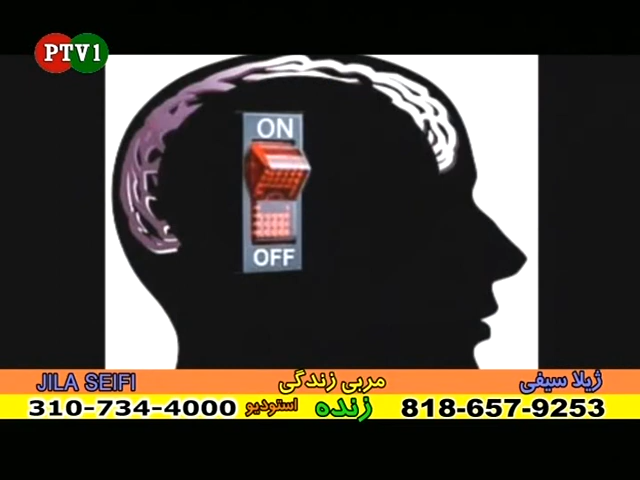 PTV1
ON
OFF
JILA SEIFI مربی زندگی ژیلا سیفی
310-734-4000 استودیو زنده 818-657-9253